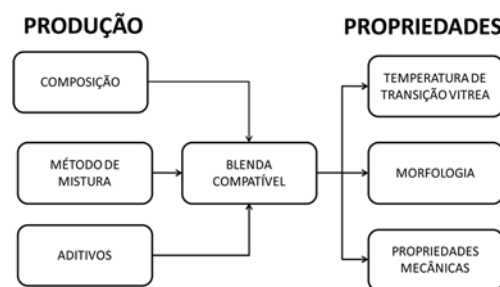 PRODUÇÃO
COMPOSIÇÃO
MÉTODO DE
MISTURA
ADITIVOS
BLENDA
COMPATÍVEL
PROPRIEDADES
TEMPERATURA DE
TRANSIÇÃO VITREA
MORFOLOGIA
PROPRIEDADES
MECÂNICAS